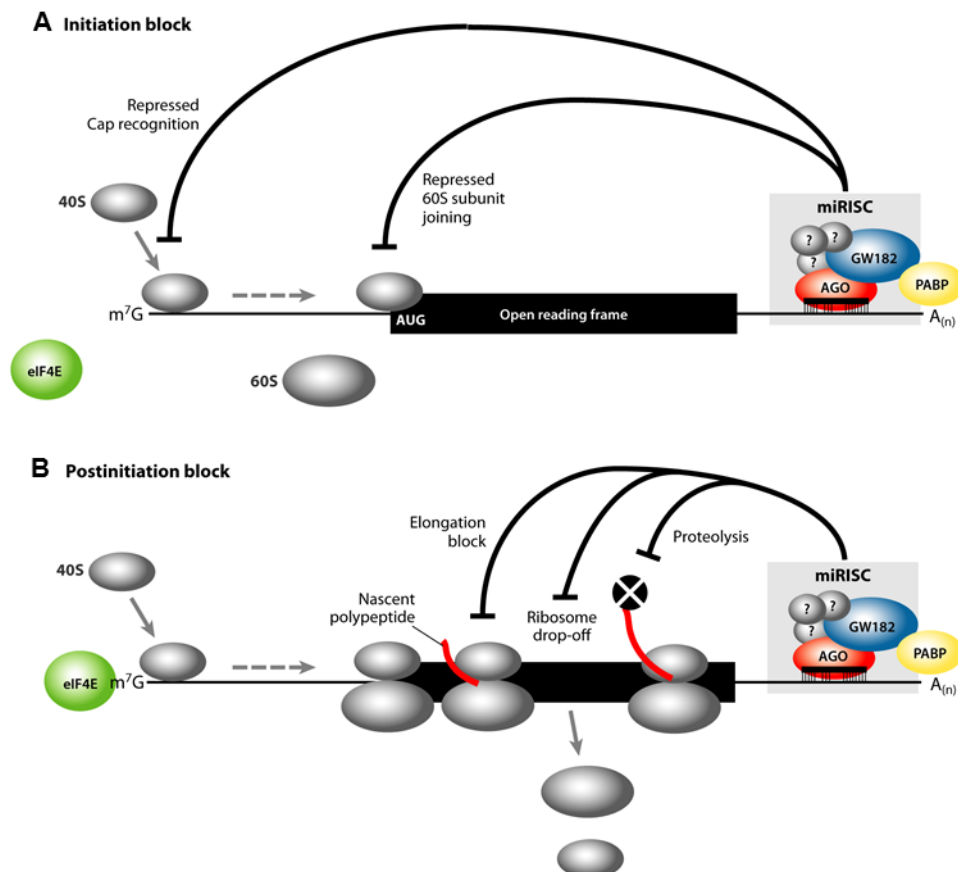 A Initiation block
Repressed
Cap recognition
40S
Repressed
60S subunit
joining
miRISC
?
?
?
GW182
AGO
PABP
m⁷G
AUG
Open reading frame
A(n)
eIF4E
60S
B Postinitiation block
Elongation
block
Proteolysis
40S
Nascent
polypeptide
Ribosome
drop-off
miRISC
?
?
?
GW182
AGO
PABP
eIF4E
m⁷G
A(n)